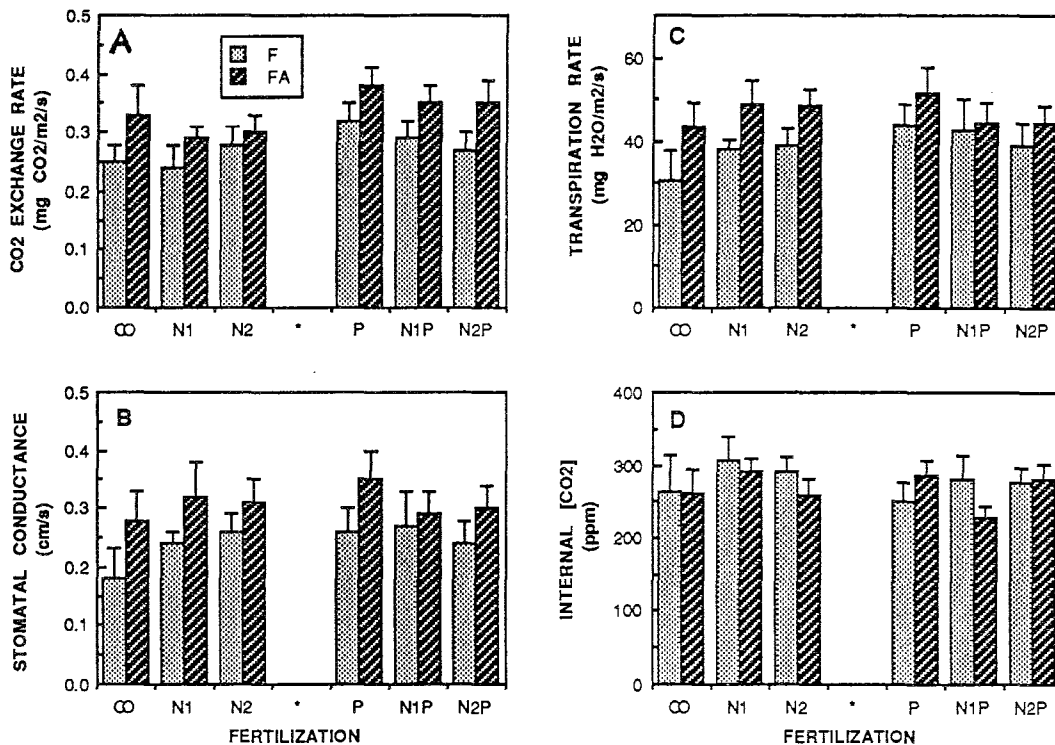 A
F
FA
CO2 EXCHANGE RATE
(mg CO2/m2/s)
0.5
0.4
0.3
0.2
0.1
0.0
CO N1 N2 * P N1P N2P
C
TRANSPIRATION RATE
(mg H2O/m2/s)
60
40
20
0
CO N1 N2 * P N1P N2P
B
STOMATAL CONDUCTANCE
(cm/s)
0.5
0.4
0.3
0.2
0.1
0.0
CO N1 N2 * P N1P N2P
FERTILIZATION
D
INTERNAL [CO2]
(ppm)
400
300
200
100
0
CO N1 N2 * P N1P N2P
FERTILIZATION